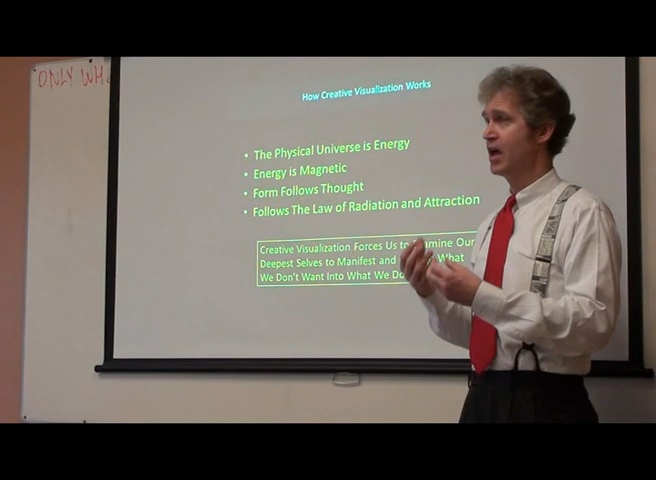 ONLY
How Creative Visualization Works
• The Physical Universe is Energy
• Energy is Magnetic
• Form Follows Thought
• Follows The Law of Radiation and Attraction
Creative Visualization Forces Us to Our
Deepest Selves to Manifest and What
We Don't Want Into What We